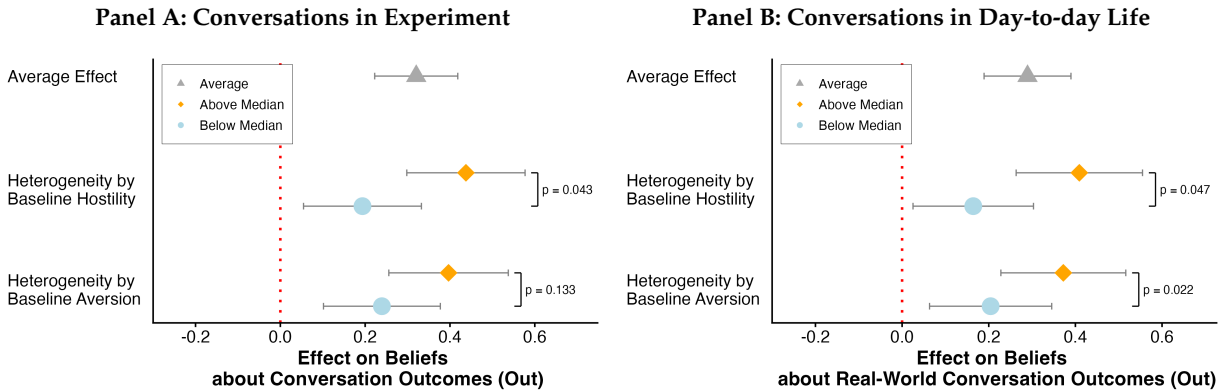 Panel A: Conversations in Experiment
Average Effect
Average
Above Median
Below Median
Heterogeneity by
Baseline Hostility
p = 0.043
Heterogeneity by
Baseline Aversion
p = 0.133
-0.2 0.0 0.2 0.4 0.6
Effect on Beliefs
about Conversation Outcomes (Out)
Panel B: Conversations in Day-to-day Life
Average Effect
Average
Above Median
Below Median
Heterogeneity by
Baseline Hostility
p = 0.047
Heterogeneity by
Baseline Aversion
p = 0.022
-0.2 0.0 0.2 0.4 0.6
Effect on Beliefs
about Real-World Conversation Outcomes (Out)